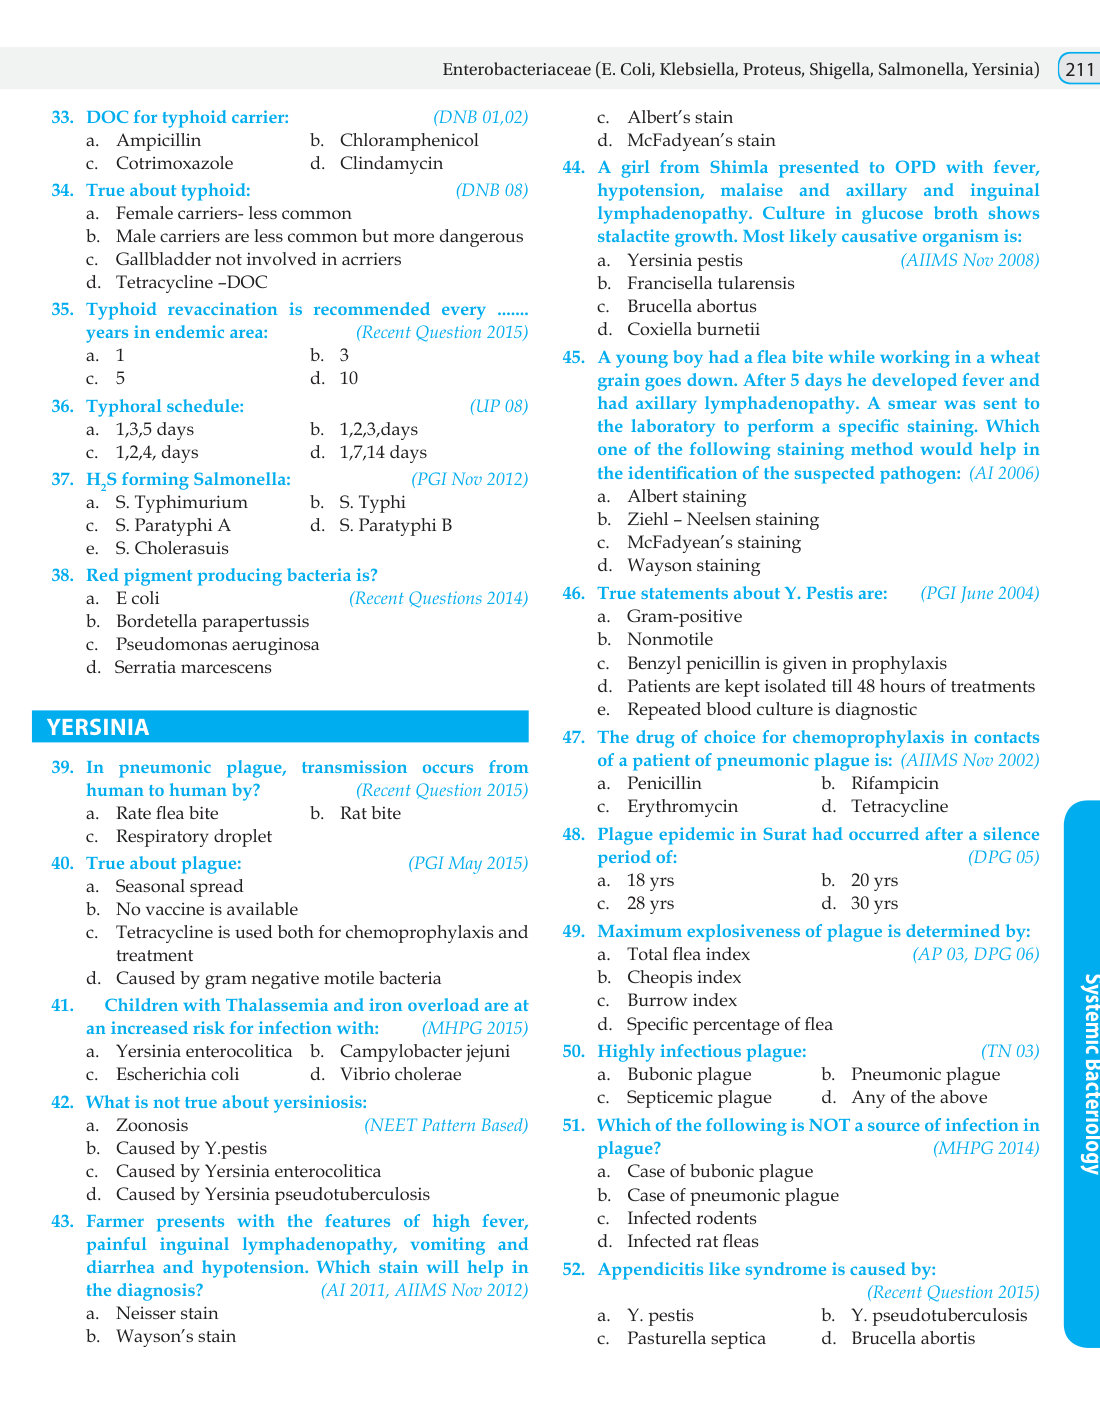 Enterobacteriaceae (E. Coli, Klebsiella, Proteus, Shigella, Salmonella, Yersinia) 211
33. DOC for typhoid carrier: (DNB 01,02)
a. Ampicillin b. Chloramphenicol
c. Cotrimoxazole d. Clindamycin
34. True about typhoid: (DNB 08)
a. Female carriers- less common
b. Male carriers are less common but more dangerous
c. Gallbladder not involved in acrriers
d. Tetracycline –DOC
35. Typhoid revaccination is recommended every .......
years in endemic area: (Recent Question 2015)
a. 1 b. 3
c. 5 d. 10
36. Typhoral schedule: (UP 08)
a. 1,3,5 days b. 1,2,3,days
c. 1,2,4, days d. 1,7,14 days
37. H2S forming Salmonella: (PGI Nov 2012)
a. S. Typhimurium b. S. Typhi
c. S. Paratyphi A d. S. Paratyphi B
e. S. Cholerasuis
38. Red pigment producing bacteria is?
a. E coli (Recent Questions 2014)
b. Bordetella parapertussis
c. Pseudomonas aeruginosa
d. Serratia marcescens
YERSINIA
39. In pneumonic plague, transmission occurs from
human to human by? (Recent Question 2015)
a. Rate flea bite b. Rat bite
c. Respiratory droplet
40. True about plague: (PGI May 2015)
a. Seasonal spread
b. No vaccine is available
c. Tetracycline is used both for chemoprophylaxis and
treatment
d. Caused by gram negative motile bacteria
41. Children with Thalassemia and iron overload are at
an increased risk for infection with: (MHPG 2015)
a. Yersinia enterocolitica b. Campylobacter jejuni
c. Escherichia coli d. Vibrio cholerae
42. What is not true about yersiniosis:
a. Zoonosis (NEET Pattern Based)
b. Caused by Y.pestis
c. Caused by Yersinia enterocolitica
d. Caused by Yersinia pseudotuberculosis
43. Farmer presents with the features of high fever,
painful inguinal lymphadenopathy, vomiting and
diarrhea and hypotension. Which stain will help in
the diagnosis? (AI 2011, AIIMS Nov 2012)
a. Neisser stain
b. Wayson's stain
c. Albert's stain
d. McFadyean's stain
44. A girl from Shimla presented to OPD with fever,
hypotension, malaise and axillary and inguinal
lymphadenopathy. Culture in glucose broth shows
stalactite growth. Most likely causative organism is:
a. Yersinia pestis (AIIMS Nov 2008)
b. Francisella tularensis
c. Brucella abortus
d. Coxiella burnetii
45. A young boy had a flea bite while working in a wheat
grain goes down. After 5 days he developed fever and
had axillary lymphadenopathy. A smear was sent to
the laboratory to perform a specific staining. Which
one of the following staining method would help in
the identification of the suspected pathogen: (AI 2006)
a. Albert staining
b. Ziehl – Neelsen staining
c. McFadyean's staining
d. Wayson staining
46. True statements about Y. Pestis are: (PGI June 2004)
a. Gram-positive
b. Nonmotile
c. Benzyl penicillin is given in prophylaxis
d. Patients are kept isolated till 48 hours of treatments
e. Repeated blood culture is diagnostic
47. The drug of choice for chemoprophylaxis in contacts
of a patient of pneumonic plague is: (AIIMS Nov 2002)
a. Penicillin b. Rifampicin
c. Erythromycin d. Tetracycline
48. Plague epidemic in Surat had occurred after a silence
period of: (DPG 05)
a. 18 yrs b. 20 yrs
c. 28 yrs d. 30 yrs
49. Maximum explosiveness of plague is determined by:
a. Total flea index (AP 03, DPG 06)
b. Cheopis index
c. Burrow index
d. Specific percentage of flea
50. Highly infectious plague: (TN 03)
a. Bubonic plague b. Pneumonic plague
c. Septicemic plague d. Any of the above
51. Which of the following is NOT a source of infection in
plague? (MHPG 2014)
a. Case of bubonic plague
b. Case of pneumonic plague
c. Infected rodents
d. Infected rat fleas
52. Appendicitis like syndrome is caused by:
(Recent Question 2015)
a. Y. pestis b. Y. pseudotuberculosis
c. Pasturella septica d. Brucella abortis
Systemic Bacteriology